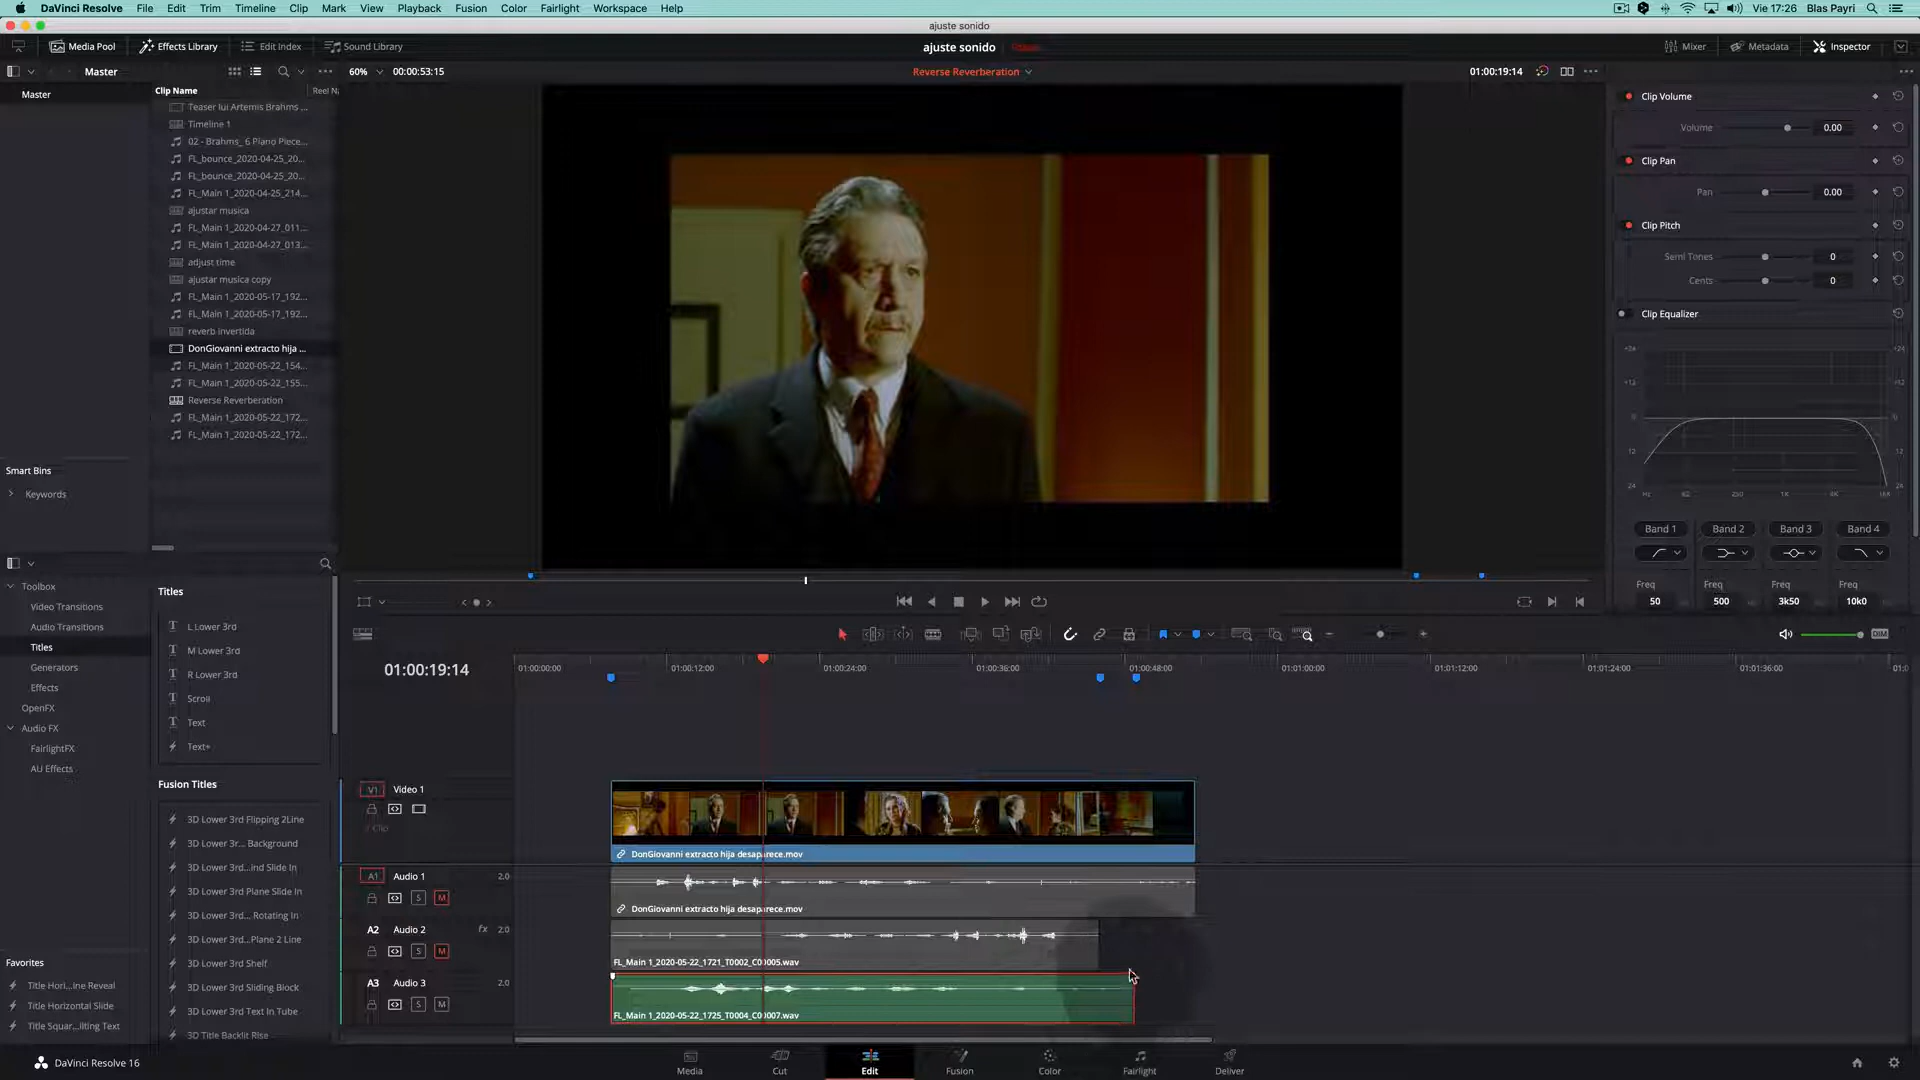 DaVinci Resolve File Edit Trim Timeline Clip Mark View Playback Fusion Color Fairlight Workspace Help Vie 17:26 Blas Payri
ajuste sonido
Media Pool Effects Library Edit Index Sound Library ajuste sonido Mixer Metadata Inspector
Master 60% 00:00:53:15 Reverse Reverberation 01:00:19:14
Master
Clip Name Reel N
Teaser lui Artemis Brahms ...
Timeline 1
02 - Brahms_ 6 Piano Piece...
FL_bounce_2020-04-25_20...
FL_bounce_2020-04-25_20...
FL_Main 1_2020-04-25_214...
ajustar musica
FL_Main 1_2020-04-27_011...
FL_Main 1_2020-04-27_013...
adjust time
ajustar musica copy
FL_Main 1_2020-05-17_192...
FL_Main 1_2020-05-17_192...
reverb invertida
DonGiovanni extracto hija ...
FL_Main 1_2020-05-22_154...
FL_Main 1_2020-05-22_155...
Reverse Reverberation
FL_Main 1_2020-05-22_172...
FL_Main 1_2020-05-22_172...
Smart Bins
Keywords
Clip Volume
Volume 0.00
Clip Pan
Pan 0.00
Clip Pitch
Semi Tones 0
Cents 0
Clip Equalizer
Band 1 Band 2 Band 3 Band 4
Freq Freq Freq Freq
50 500 3k50 10k0
Toolbox
Video Transitions
Audio Transitions
Titles
Generators
Effects
OpenFX
Audio FX
FairlightFX
AU Effects
Favorites
Title Hori...ine Reveal
Title Horizontal Slide
Title Squar...lting Text
Titles
L Lower 3rd
M Lower 3rd
R Lower 3rd
Scroll
Text
Text+
Fusion Titles
3D Lower 3rd Flipping 2Line
3D Lower 3r... Background
3D Lower 3rd...ind Slide In
3D Lower 3rd Plane Slide In
3D Lower 3rd... Rotating In
3D Lower 3rd...Plane 2 Line
3D Lower 3rd Shelf
3D Lower 3rd Sliding Block
3D Lower 3rd Text In Tube
3D Title Backlit Rise
DIM
01:00:19:14 01:00:00:00 01:00:12:00 01:00:24:00 01:00:36:00 01:00:48:00 01:01:00:00 01:01:12:00 01:01:24:00 01:01:36:00
V1 Video 1
DonGiovanni extracto hija desaparece.mov
A1 Audio 1 2.0
S M
DonGiovanni extracto hija desaparece.mov
A2 Audio 2 fx 2.0
S M
FL_Main 1_2020-05-22_1721_T0002_C0005.wav
A3 Audio 3 2.0
S M
FL_Main 1_2020-05-22_1725_T0004_C0007.wav
DaVinci Resolve 16 Media Cut Edit Fusion Color Fairlight Deliver